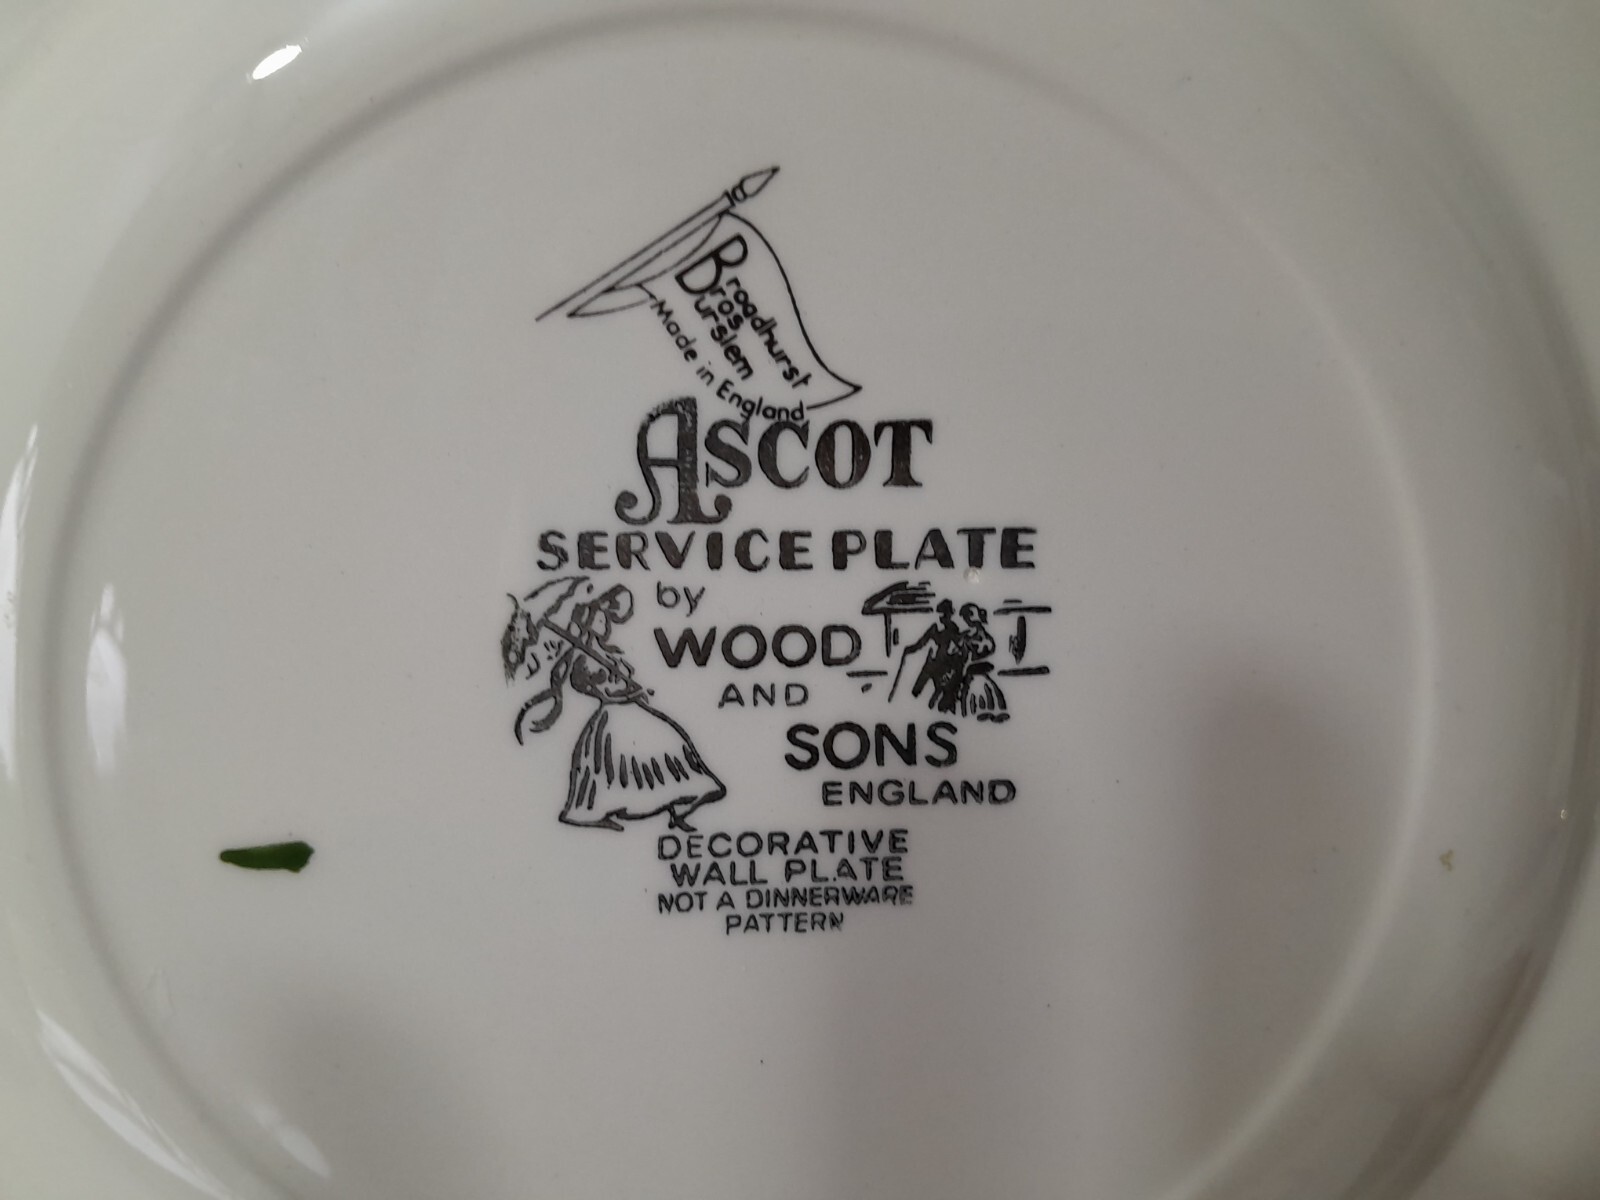 Broadhurst
Bros
Burslem
Made in England
ASCOT
SERVICE PLATE
by
WOOD
AND
SONS
ENGLAND
DECORATIVE
WALL PLATE
NOT A DINNERWARE
PATTERN